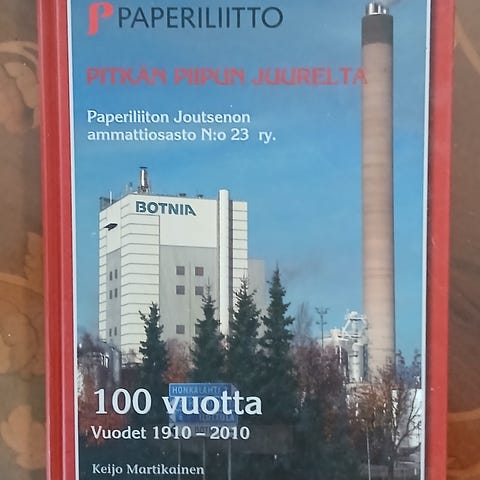 PAPERILIITTO
PITKÄN PIIPUN JUURELTA
Paperiliiton Joutsenon
ammattiosasto N:o 23 ry.
BOTNIA
HONKALAHTI
100 vuotta
Vuodet 1910 – 2010
Keijo Martikainen